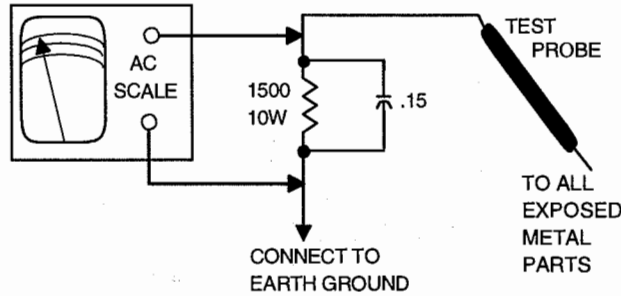 TEST
PROBE
AC
SCALE
1500
10W
.15
TO ALL
EXPOSED
METAL
PARTS
CONNECT TO
EARTH GROUND